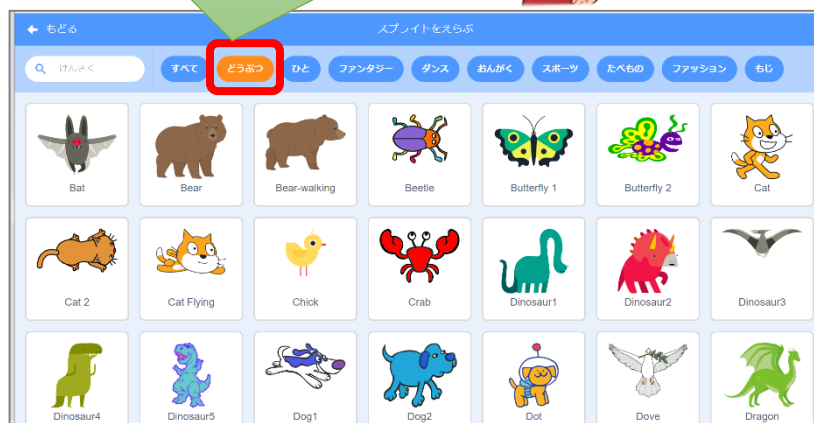 もどる
スプライトをえらぶ
けんさく
すべて どうぶつ ひと ファンタジー ダンス おんがく スポーツ たべもの ファッション もじ
Bat Bear Bear-walking Beetle Butterfly 1 Butterfly 2 Cat
Cat 2 Cat Flying Chick Crab Dinosaur1 Dinosaur2 Dinosaur3
Dinosaur4 Dinosaur5 Dog1 Dog2 Dot Dove Dragon